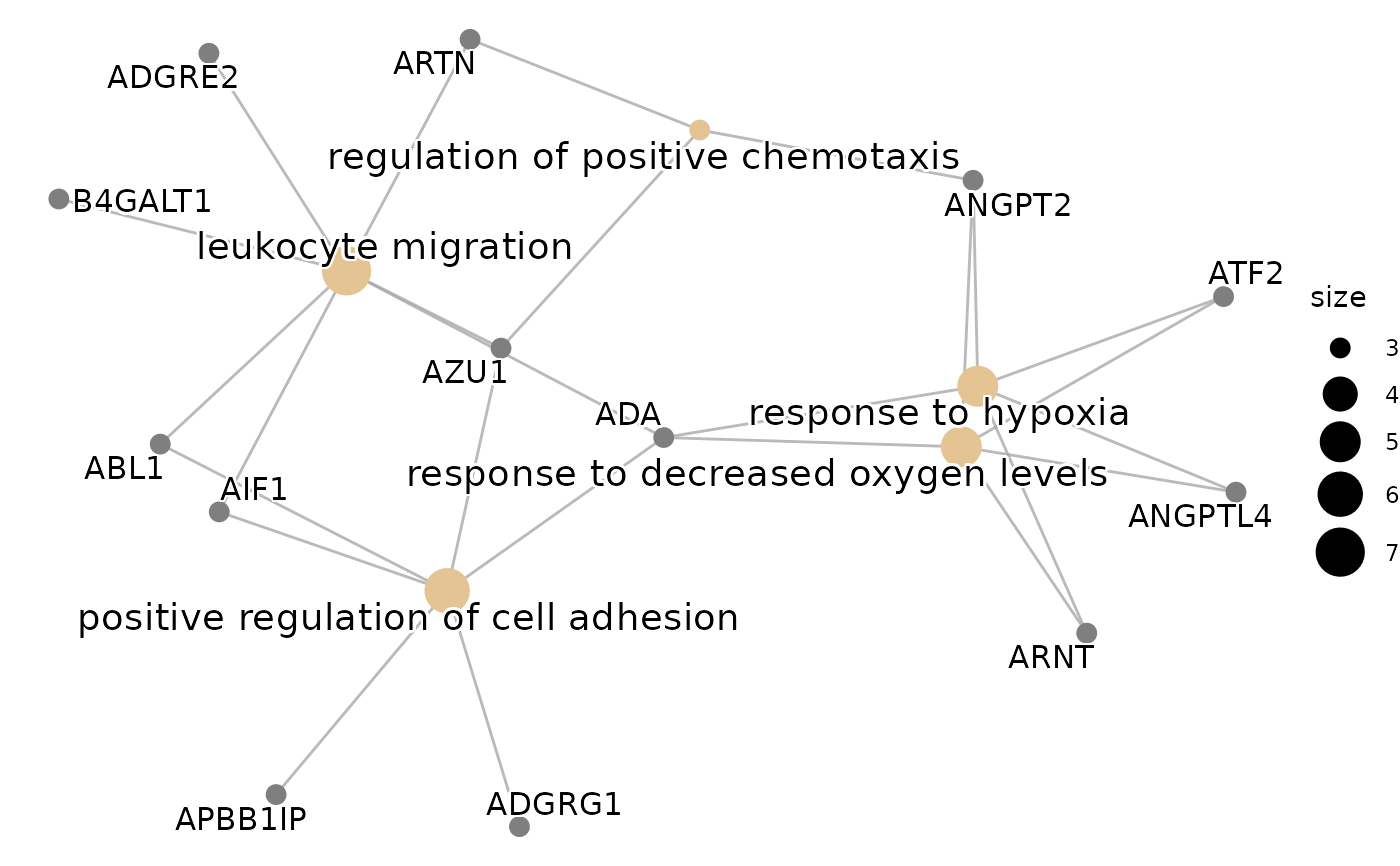 ARTN
ADGRE2
regulation of positive chemotaxis
B4GALT1
ANGPT2
leukocyte migration
ATF2
size
3
AZU1
4
ADA
response to hypoxia
5
ABL1
response to decreased oxygen levels
AIF1
6
ANGPTL4
7
positive regulation of cell adhesion
ARNT
ADGRG1
APBB1IP